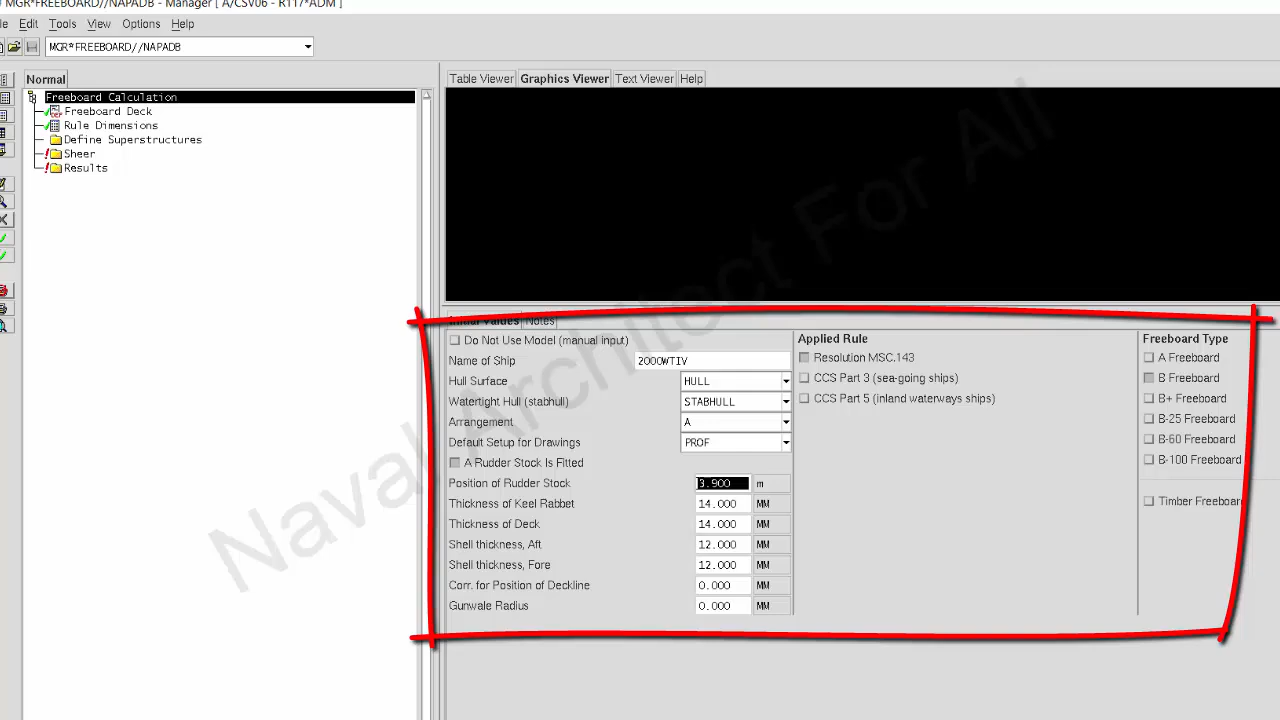 MGR*FREEBOARD//NAPADB - Manager [ A/CSV06 - R117*ADM ]
Edit Tools View Options Help
MGR*FREEBOARD//NAPADB
Normal
Freeboard Calculation
Freeboard Deck
Rule Dimensions
Define Superstructures
Sheer
Results
Table Viewer Graphics Viewer Text Viewer Help
Naval Architect For All
Initial Values Notes
Do Not Use Model (manual input)
Name of Ship 2000WTIV
Hull Surface HULL
Watertight Hull (stabhull) STABHULL
Arrangement A
Default Setup for Drawings PROF
A Rudder Stock Is Fitted
Position of Rudder Stock 3.900 m
Thickness of Keel Rabbet 14.000 MM
Thickness of Deck 14.000 MM
Shell thickness, Aft 12.000 MM
Shell thickness, Fore 12.000 MM
Corr. for Position of Deckline 0.000 MM
Gunwale Radius 0.000 MM
Applied Rule
Resolution MSC.143
CCS Part 3 (sea-going ships)
CCS Part 5 (inland waterways ships)
Freeboard Type
A Freeboard
B Freeboard
B+ Freeboard
B-25 Freeboard
B-60 Freeboard
B-100 Freeboard
Timber Freeboard